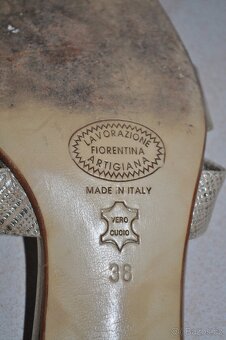 LAVORAZIONE
FIORENTINA
ARTIGIANA
MADE IN ITALY
VERO
CUOIO
38